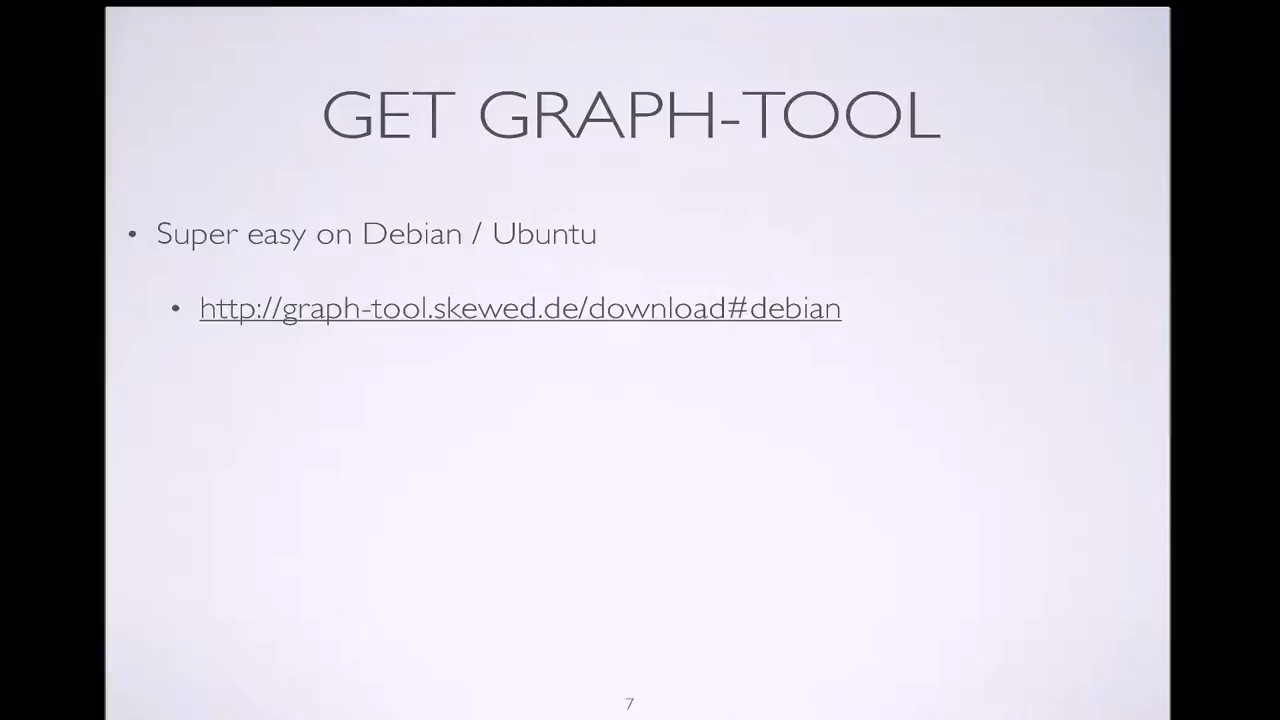 GET GRAPH-TOOL
• Super easy on Debian / Ubuntu
• http://graph-tool.skewed.de/download#debian
7